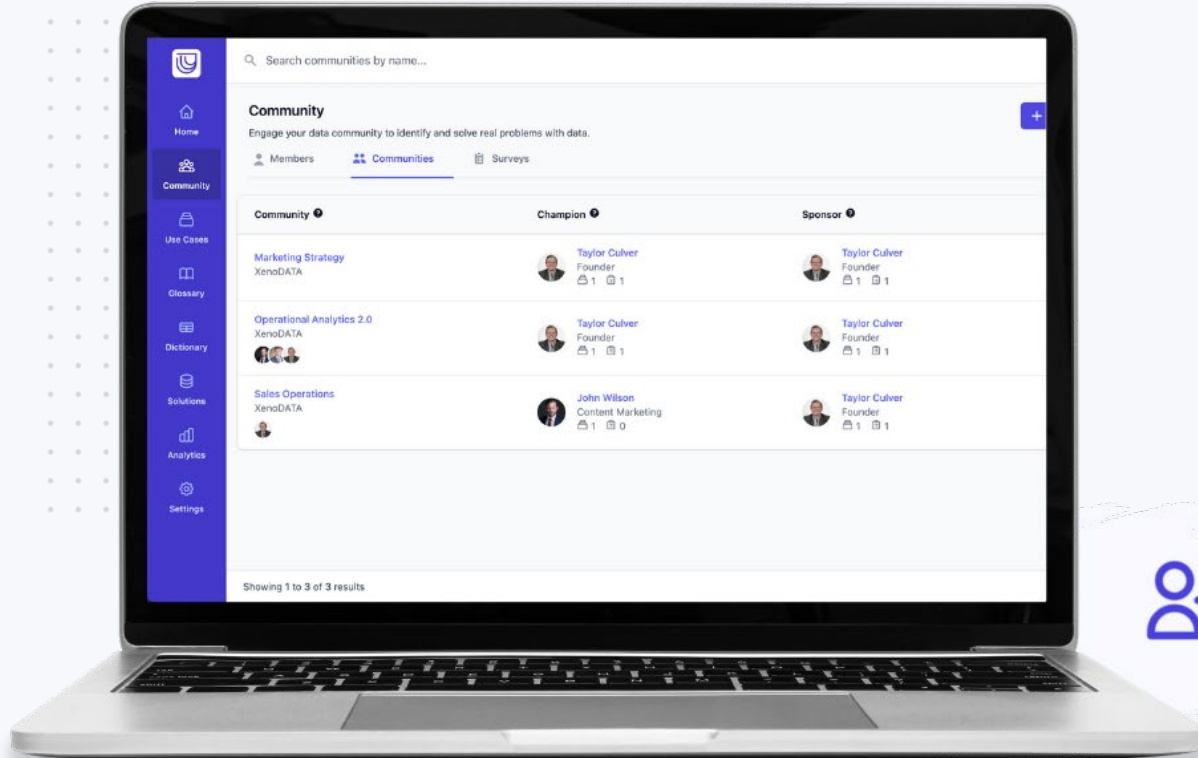 Search communities by name...
Home
Community
Use Cases
Glossary
Dictionary
Solutions
Analytics
Settings
Community
+
Engage your data community to identify and solve real problems with data.
Members Communities Surveys
Community Champion Sponsor
Marketing Strategy
XenoDATA
Taylor Culver
Founder
1 1
Taylor Culver
Founder
1 1
Operational Analytics 2.0
XenoDATA
Taylor Culver
Founder
1 1
Taylor Culver
Founder
1 1
Sales Operations
XenoDATA
John Wilson
Content Marketing
1 0
Taylor Culver
Founder
1 1
Showing 1 to 3 of 3 results